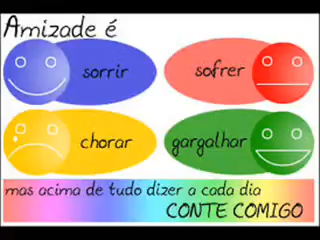 Amizade é
sorrir
sofrer
chorar
gargalhar
mas acima de tudo dizer a cada dia
CONTE COMIGO